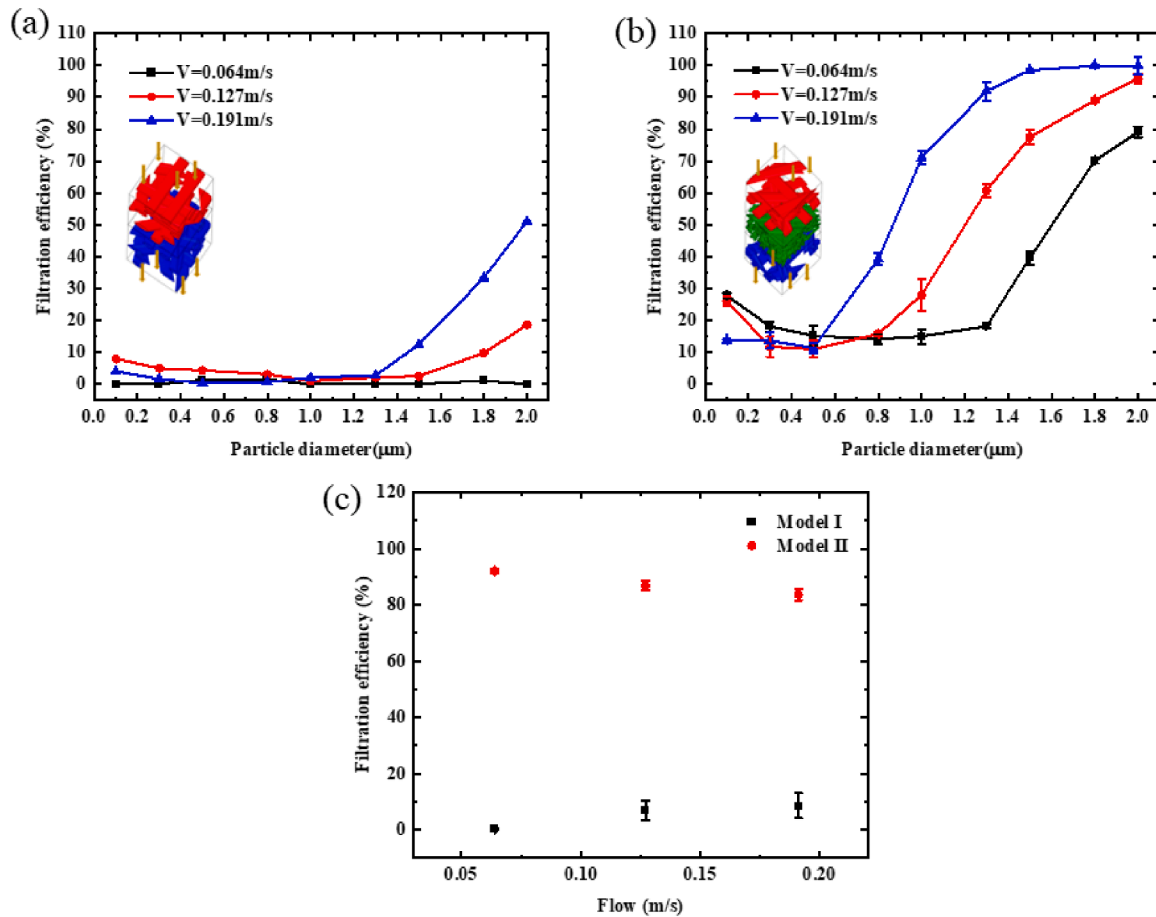 (a)
110
100
90
80
70
60
50
40
30
20
10
0
Filtration efficiency (%)
V=0.064m/s
V=0.127m/s
V=0.191m/s
0.0 0.2 0.4 0.6 0.8 1.0 1.2 1.4 1.6 1.8 2.0
Particle diameter(μm)
(b)
110
100
90
80
70
60
50
40
30
20
10
0
Filtration efficiency (%)
V=0.064m/s
V=0.127m/s
V=0.191m/s
0.0 0.2 0.4 0.6 0.8 1.0 1.2 1.4 1.6 1.8 2.0
Particle diameter(μm)
(c)
120
100
80
60
40
20
0
Filtration efficiency (%)
Model I
Model II
0.05 0.10 0.15 0.20
Flow (m/s)